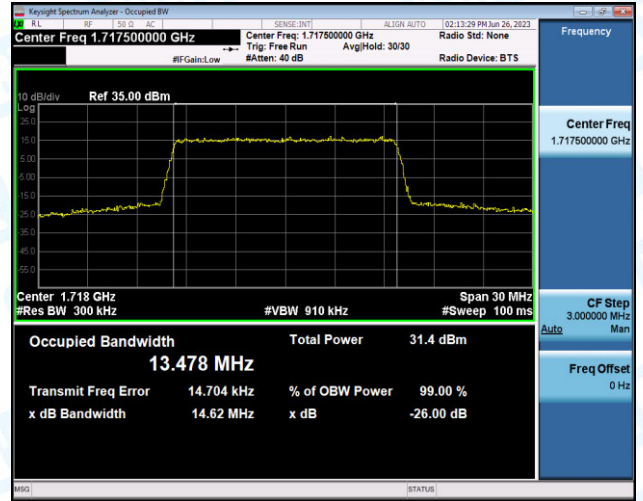 Keysight Spectrum Analyzer - Occupied BW
LXI RL RF 50 Ω AC SENSE:INT ALIGN AUTO 02:13:29 PM Jun 26, 2023
Center Freq 1.717500000 GHz
Center Freq: 1.717500000 GHz
Radio Std: None
Trig: Free Run Avg|Hold: 30/30
#IFGain:Low #Atten: 40 dB Radio Device: BTS
10 dB/div Ref 35.00 dBm
Log
25.0
15.0
5.00
-5.00
-15.0
-25.0
-35.0
-45.0
-55.0
Center 1.718 GHz Span 30 MHz
#Res BW 300 kHz #VBW 910 kHz #Sweep 100 ms
Occupied Bandwidth Total Power 31.4 dBm
13.478 MHz
Transmit Freq Error 14.704 kHz % of OBW Power 99.00 %
x dB Bandwidth 14.62 MHz x dB -26.00 dB
Frequency
Center Freq
1.717500000 GHz
CF Step
3.000000 MHz
Auto Man
Freq Offset
0 Hz
MSG STATUS